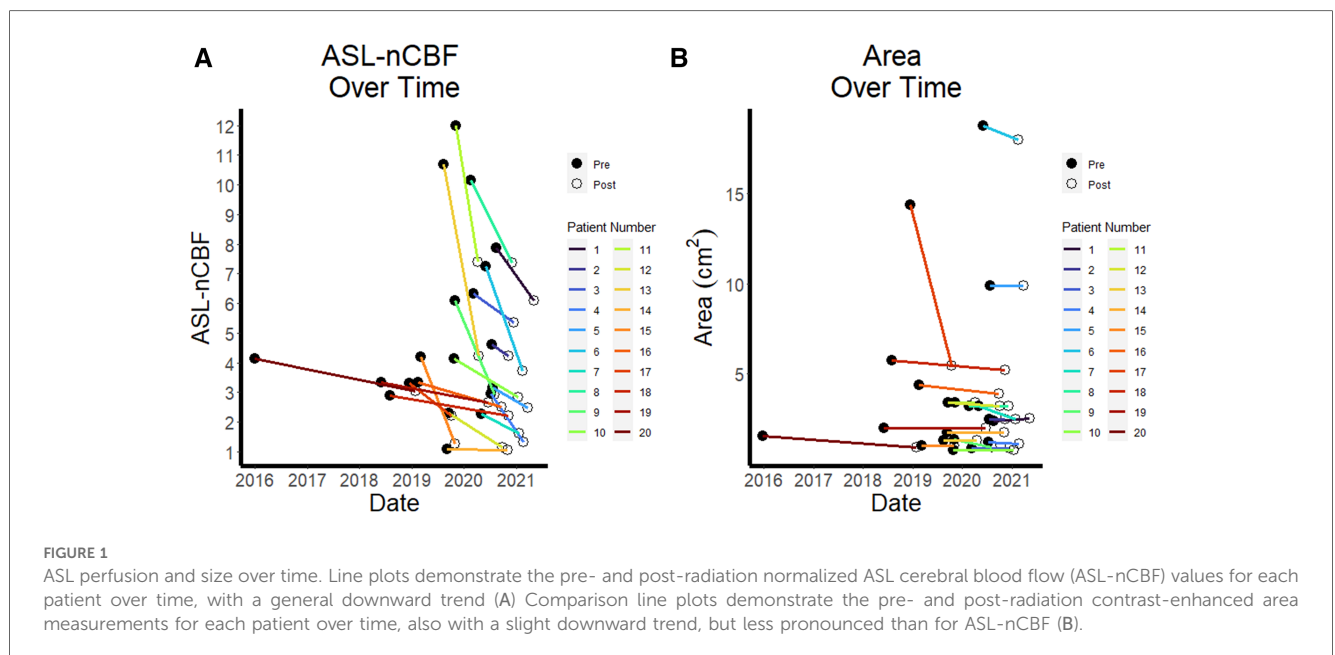 A
ASL-nCBF
Over Time
ASL-nCBF
12
11
10
9
8
7
6
5
4
3
2
1
2016 2017 2018 2019 2020 2021
Date
Pre
Post
Patient Number
1 11
2 12
3 13
4 14
5 15
6 16
7 17
8 18
9 19
10 20
B
Area
Over Time
Area (cm²)
15
10
5
2016 2017 2018 2019 2020 2021
Date
Pre
Post
Patient Number
1 11
2 12
3 13
4 14
5 15
6 16
7 17
8 18
9 19
10 20
FIGURE 1
ASL perfusion and size over time. Line plots demonstrate the pre- and post-radiation normalized ASL cerebral blood flow (ASL-nCBF) values for each
patient over time, with a general downward trend (A) Comparison line plots demonstrate the pre- and post-radiation contrast-enhanced area
measurements for each patient over time, also with a slight downward trend, but less pronounced than for ASL-nCBF (B).